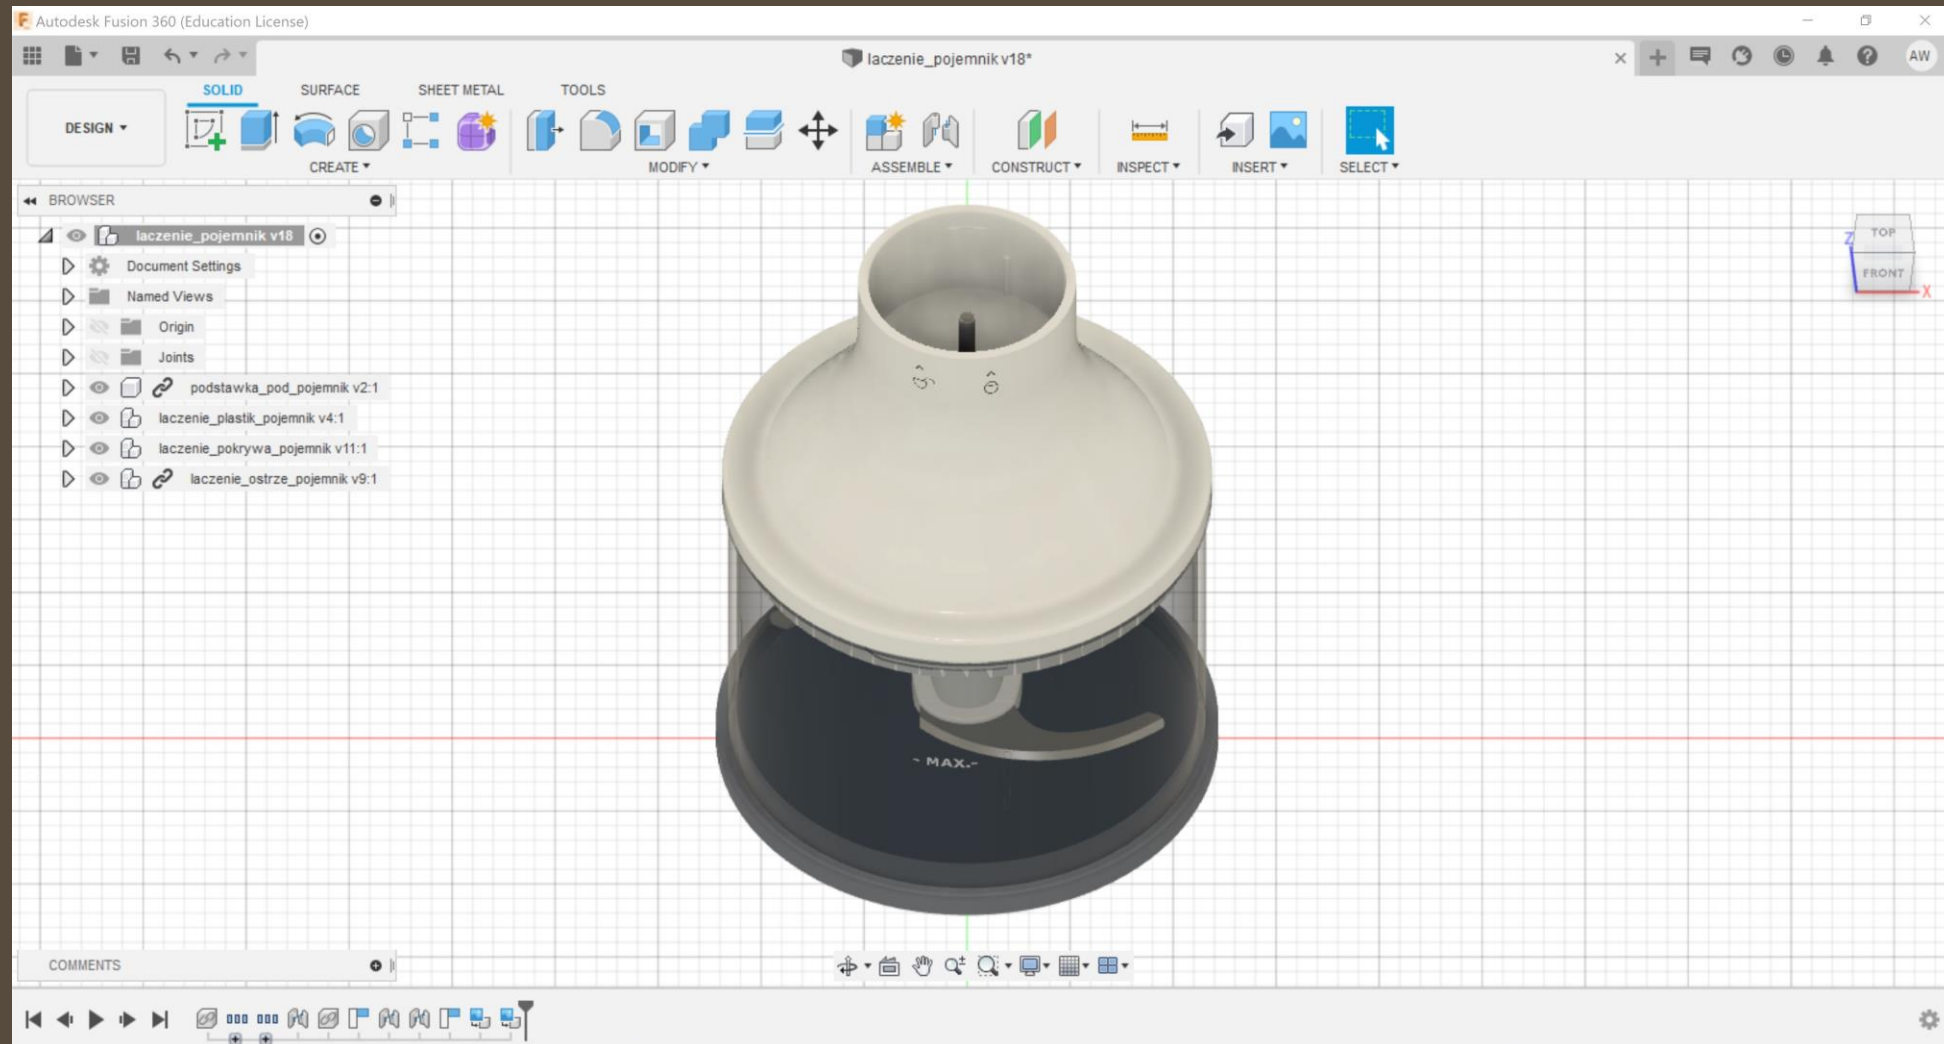 Autodesk Fusion 360 (Education License)
laczenie_pojemnik v18*
AW
SOLID SURFACE SHEET METAL TOOLS
DESIGN
CREATE MODIFY ASSEMBLE CONSTRUCT INSPECT INSERT SELECT
BROWSER
laczenie_pojemnik v18
Document Settings
Named Views
Origin
Joints
podstawka_pod_pojemnik v2:1
laczenie_plastik_pojemnik v4:1
laczenie_pokrywa_pojemnik v11:1
laczenie_ostrze_pojemnik v9:1
TOP
Z
FRONT
X
- MAX.-
COMMENTS